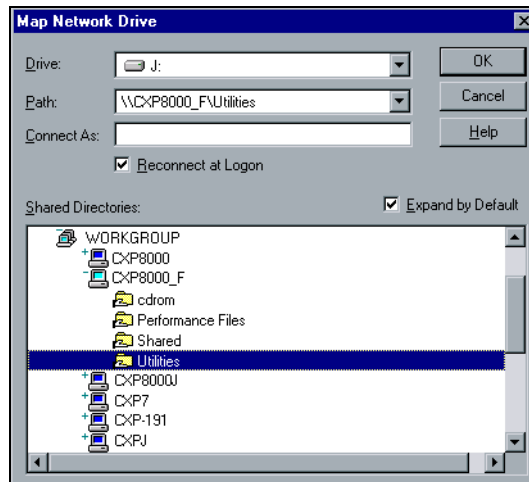 Map Network Drive
Drive: J: OK
Path: \\CXP8000_F\Utilities Cancel
Connect As: Help
Reconnect at Logon
Shared Directories: Expand by Default
WORKGROUP
CXP8000
CXP8000_F
cdrom
Performance Files
Shared
Utilities
CXP8000J
CXP7
CXP-191
CXPJ